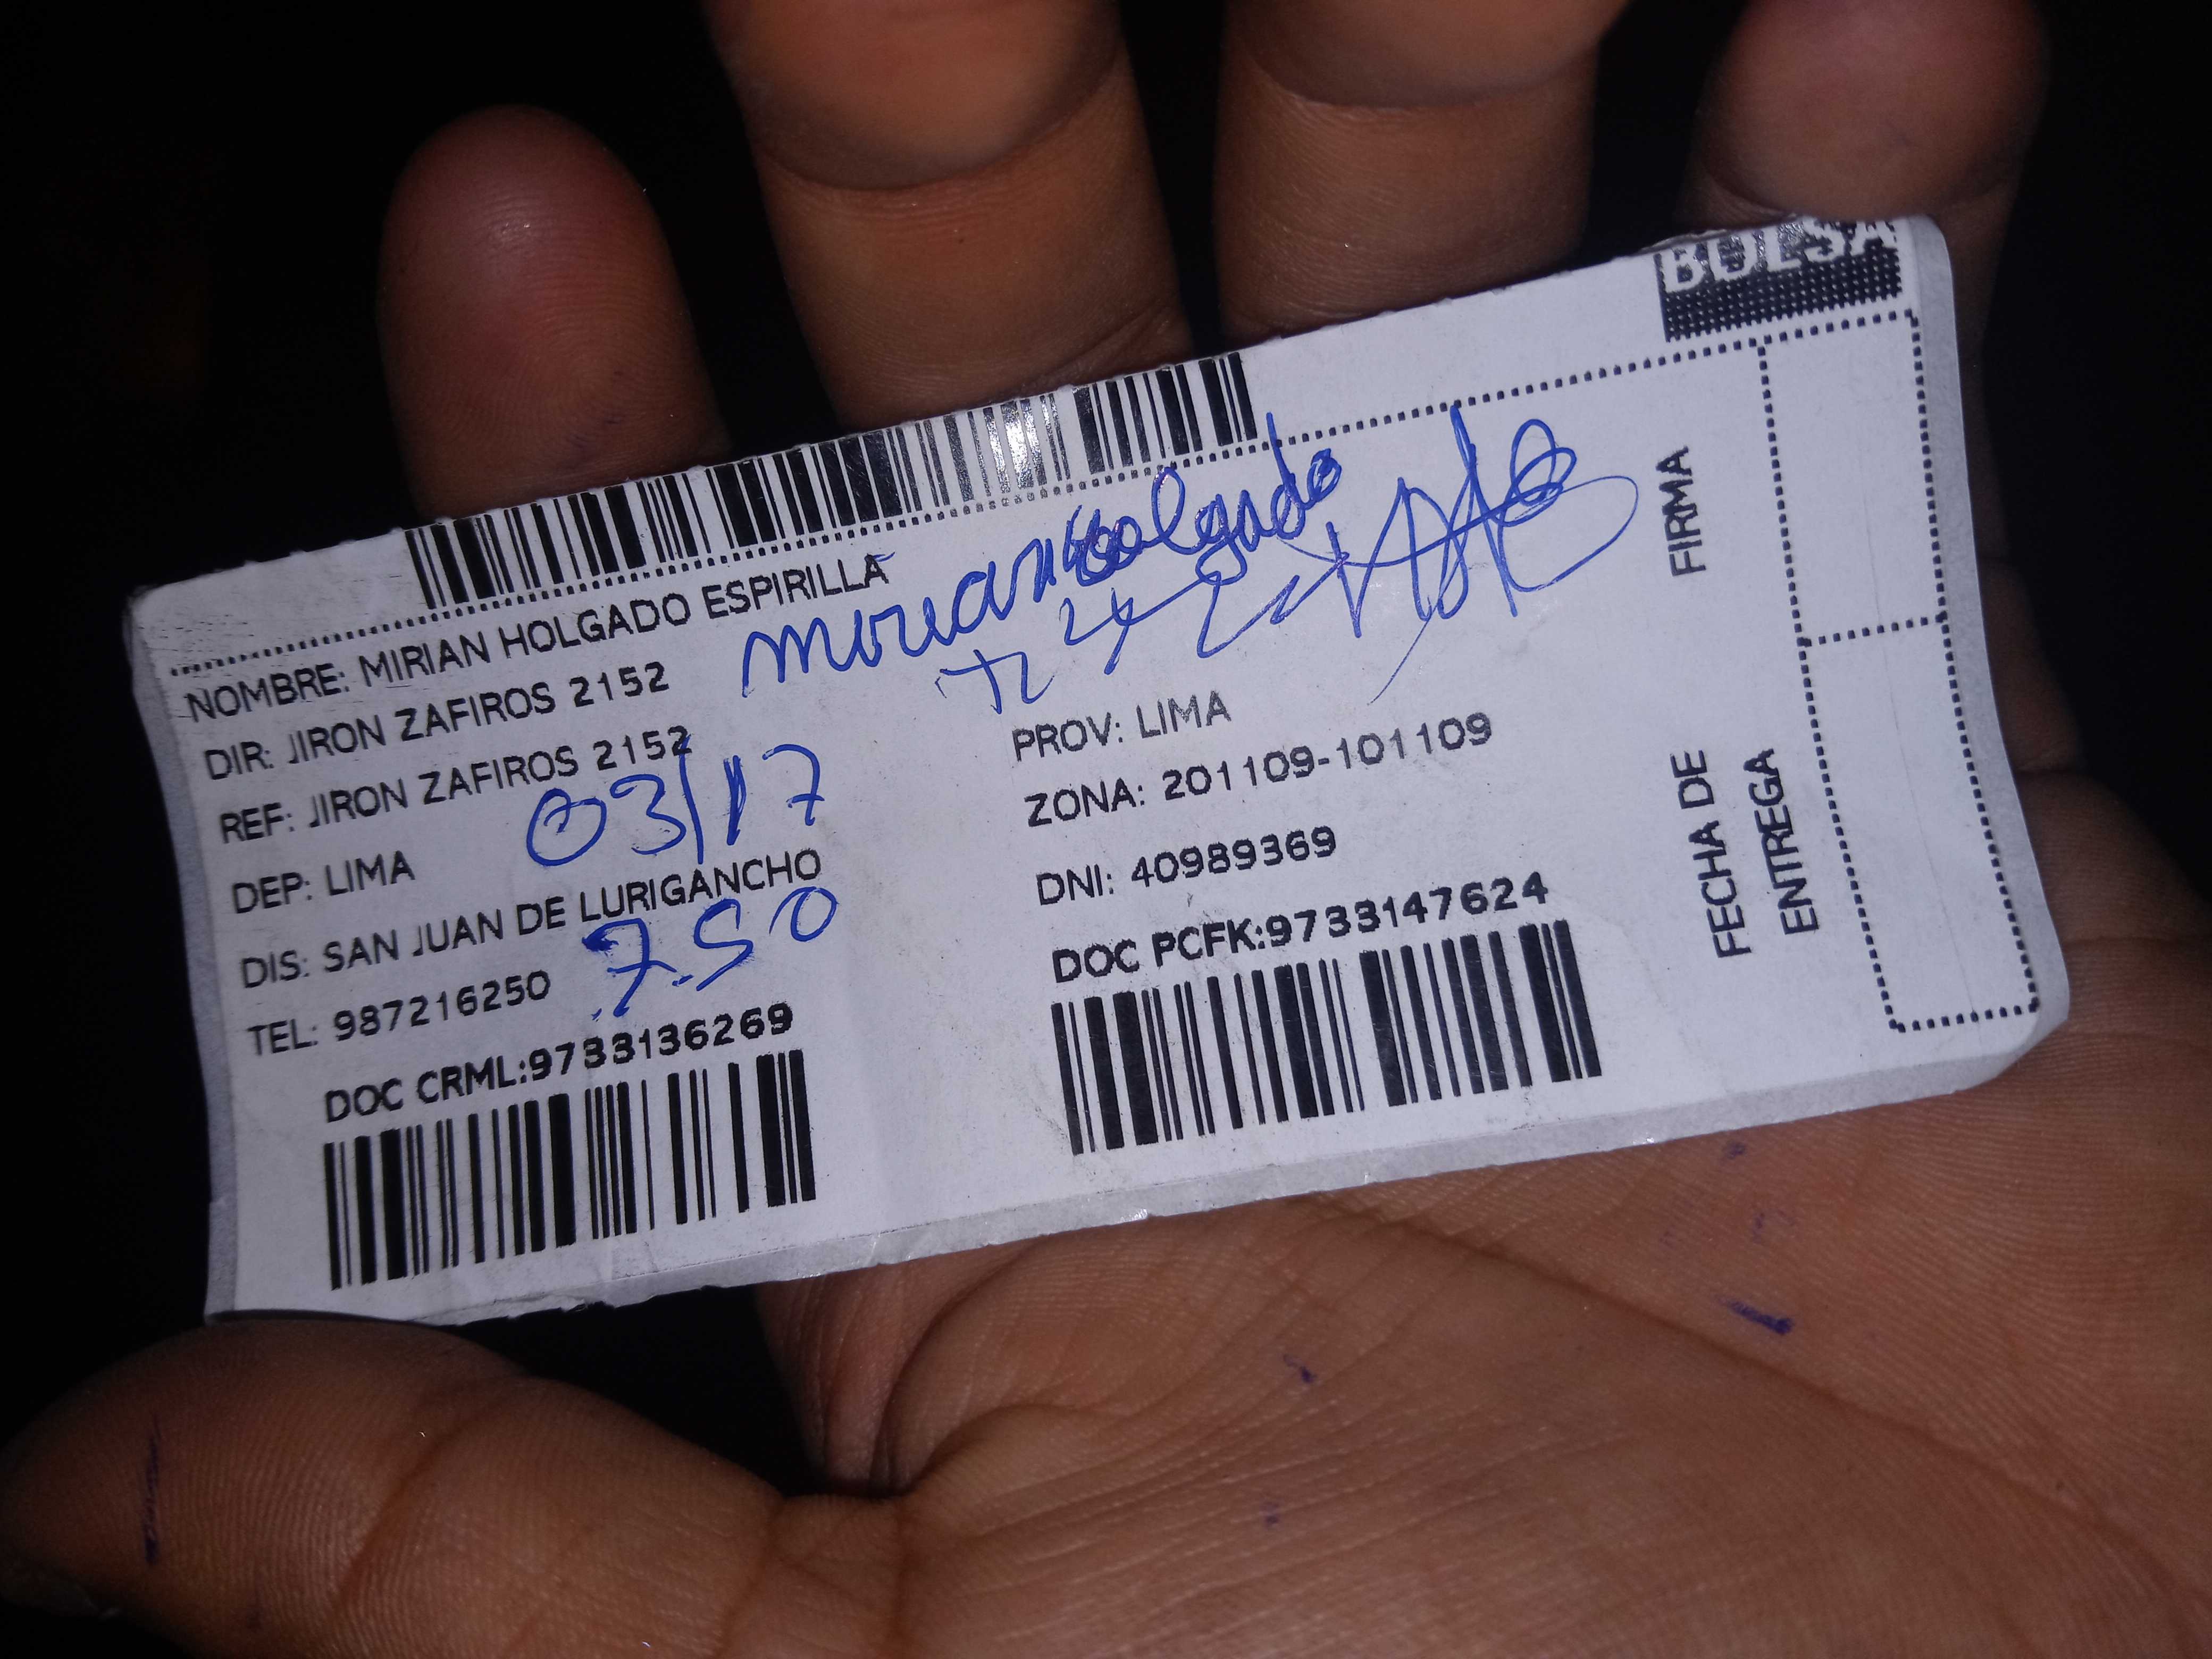 BOLSA
NOMBRE: MIRIAN HOLGADO ESPIRILLA
DIR: JIRON ZAFIROS 2152
REF: JIRON ZAFIROS 2152
DEP: LIMA
03/17
DIS: SAN JUAN DE LURIGANCHO
TEL: 987216250
7.50
DOC CRML:9733136269
Holgado
PROV: LIMA
ZONA: 201109-101109
DNI: 40989369
DOC PCFK:9733147624
FIRMA
FECHA DE
ENTREGA